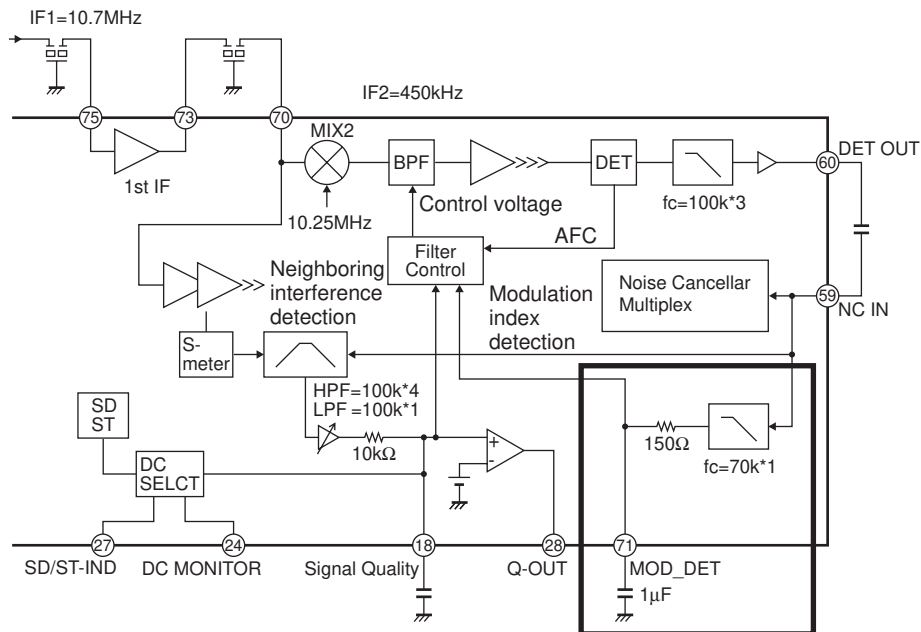 IF1=10.7MHz
IF2=450kHz
75
73
70
1st IF
MIX2
BPF
DET
60
DET OUT
10.25MHz
Control voltage
fc=100k*3
AFC
Filter
Control
Neighboring
interference
detection
Modulation
index
detection
Noise Cancellar
Multiplex
59
NC IN
S-
meter
HPF=100k*4
LPF =100k*1
SD
ST
10kΩ
+
-
150Ω
fc=70k*1
DC
SELCT
27
24
18
28
71
SD/ST-IND
DC MONITOR
Signal Quality
Q-OUT
MOD_DET
1µF